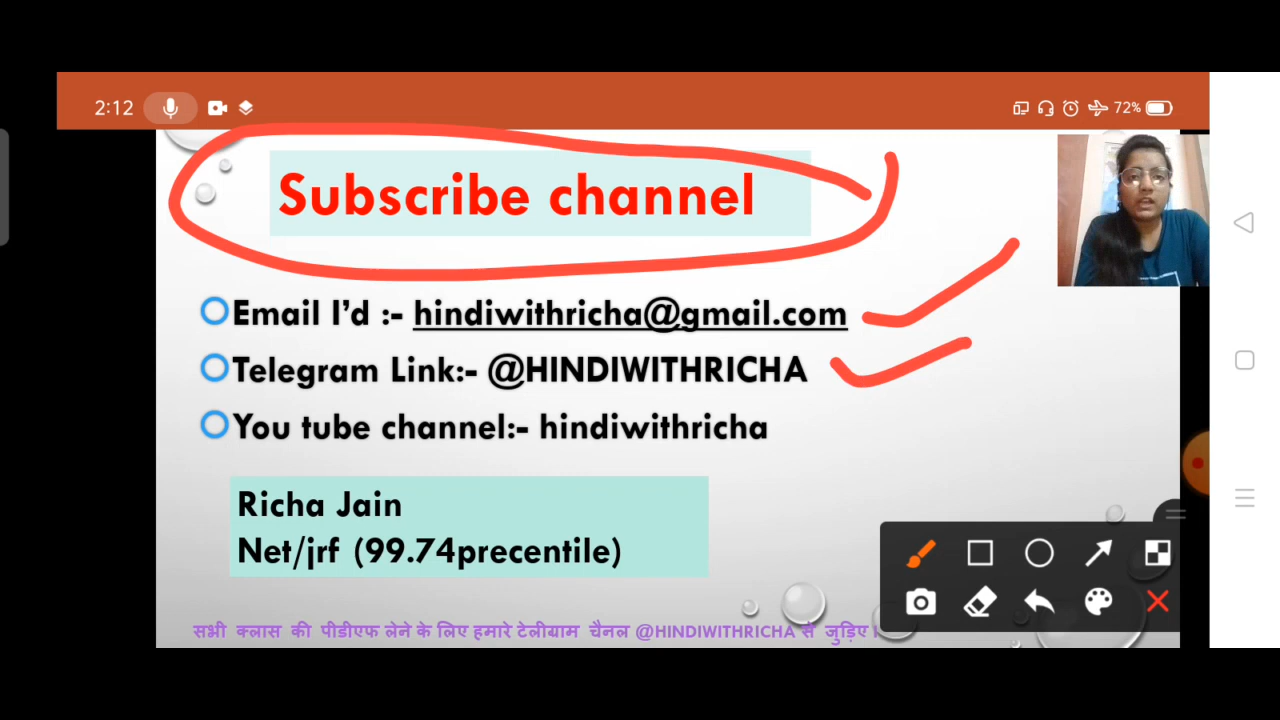 2:12
72%
Subscribe channel
Email I'd :- hindiwithricha@gmail.com
Telegram Link:- @HINDIWITHRICHA
You tube channel:- hindiwithricha
Richa Jain
Net/jrf (99.74precentile)
सभी क्लास की पीडीएफ लेने के लिए हमारे टेलीग्राम चैनल @HINDIWITHRICHA से जुड़िए